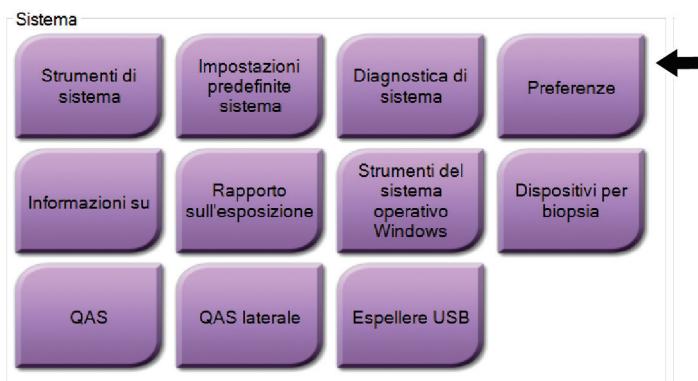 Sistema
Strumenti di
sistema
Impostazioni
predefinite
sistema
Diagnostica di
sistema
Preferenze
Informazioni su
Rapporto
sull'esposizione
Strumenti del
sistema
operativo
Windows
Dispositivi per
biopsia
QAS
QAS laterale
Espellere USB